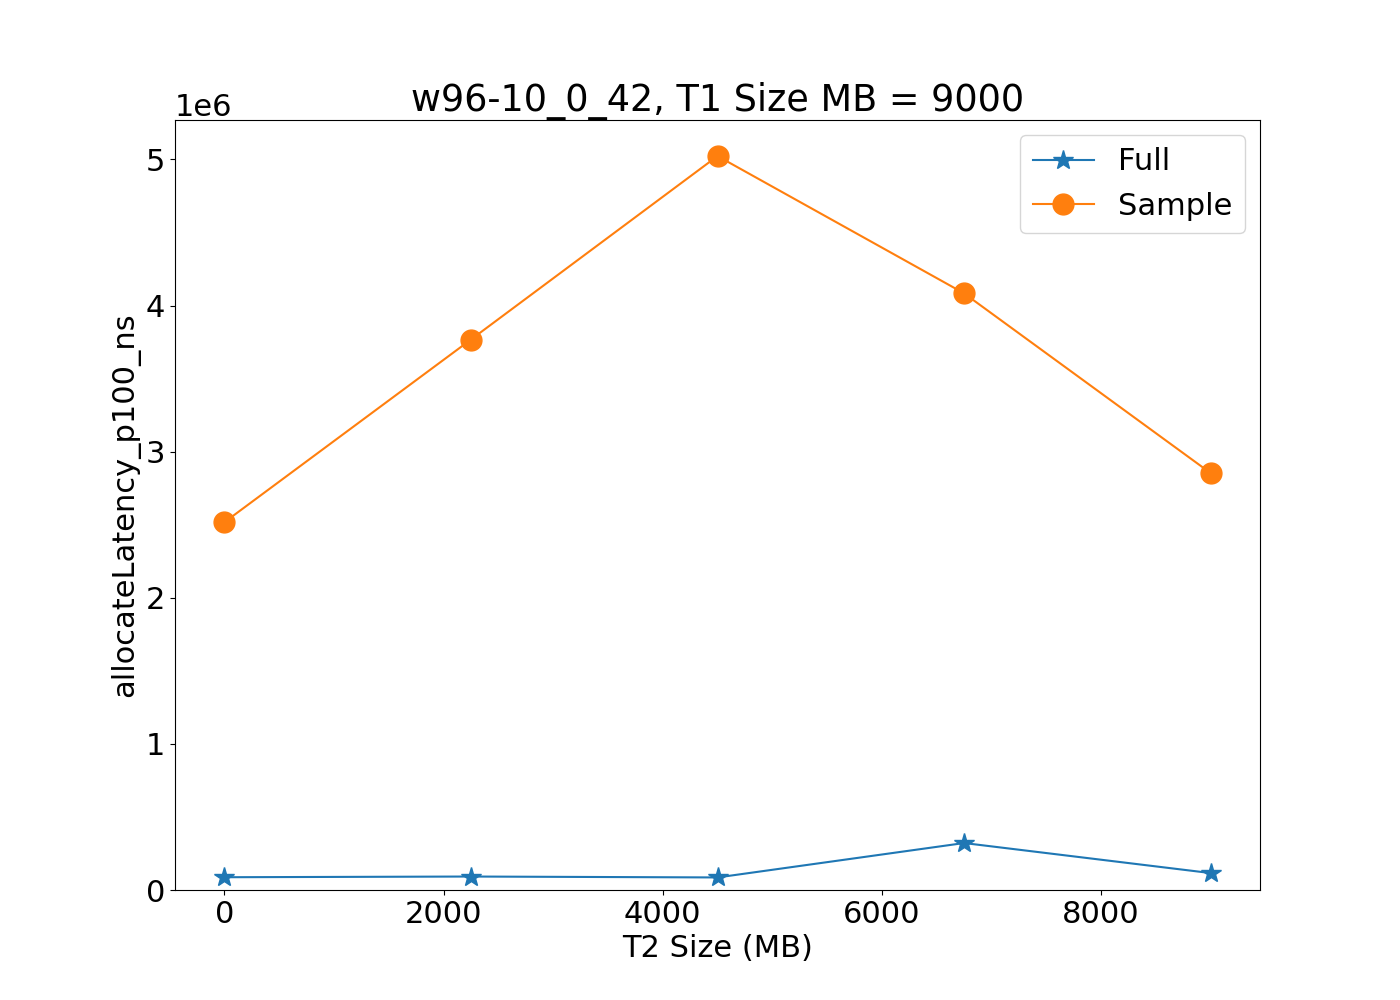 w96-10_0_42, T1 Size MB = 9000
1e6
Full
Sample
5
4
3
2
1
0
allocateLatency_p100_ns
0 2000 4000 6000 8000
T2 Size (MB)